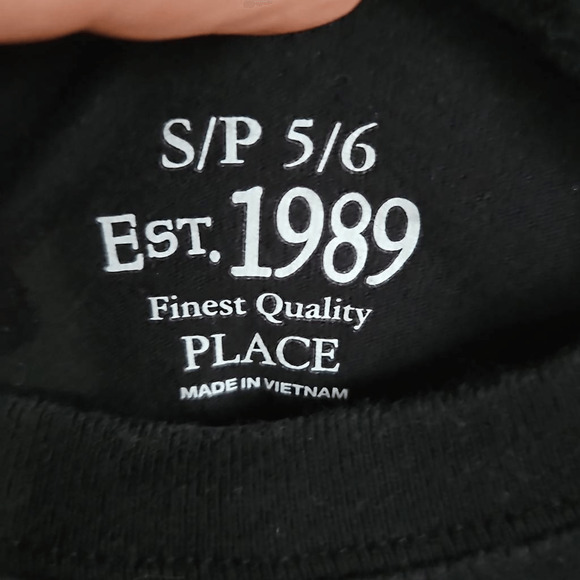 S/P 5/6
EST. 1989
Finest Quality
PLACE
MADE IN VIETNAM